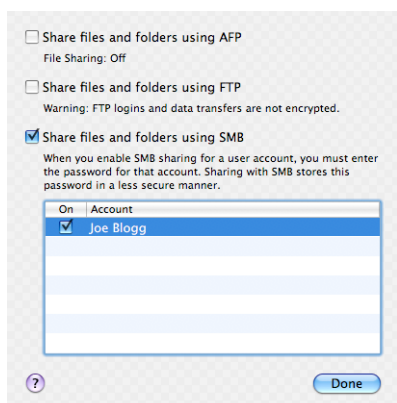 Share files and folders using AFP
File Sharing: Off
Share files and folders using FTP
Warning: FTP logins and data transfers are not encrypted.
Share files and folders using SMB
When you enable SMB sharing for a user account, you must enter
the password for that account. Sharing with SMB stores this
password in a less secure manner.
On Account
Joe Blogg
? Done